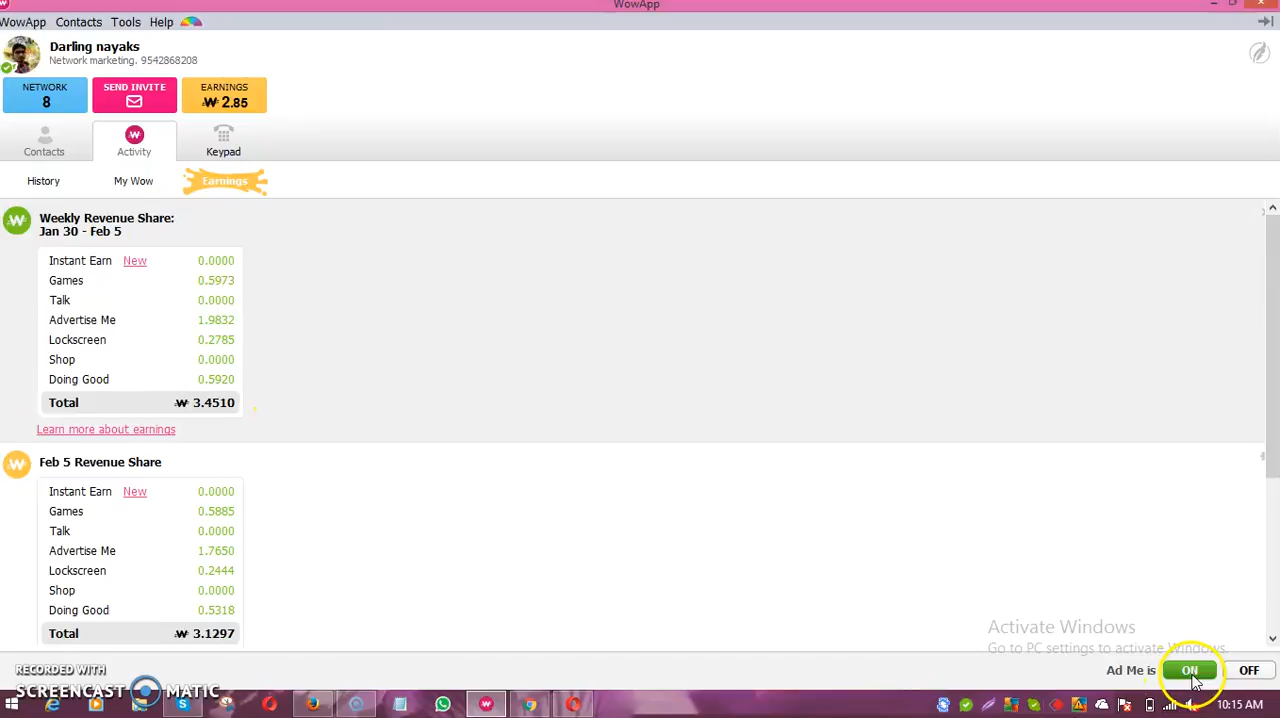 WowApp
WowApp Contacts Tools Help
Darling nayaks
Network marketing. 9542868208
NETWORK
8
SEND INVITE
EARNINGS
₩ 2.85
Contacts
Activity
Keypad
History
My Wow
Earnings
Weekly Revenue Share:
Jan 30 - Feb 5
Instant Earn New 0.0000
Games 0.5973
Talk 0.0000
Advertise Me 1.9832
Lockscreen 0.2785
Shop 0.0000
Doing Good 0.5920
Total ₩ 3.4510
Learn more about earnings
Feb 5 Revenue Share
Instant Earn New 0.0000
Games 0.5885
Talk 0.0000
Advertise Me 1.7650
Lockscreen 0.2444
Shop 0.0000
Doing Good 0.5318
Total ₩ 3.1297
Activate Windows
Go to PC settings to activate Windows.
Ad Me is ON OFF
RECORDED WITH
SCREENCAST MATIC
10:15 AM